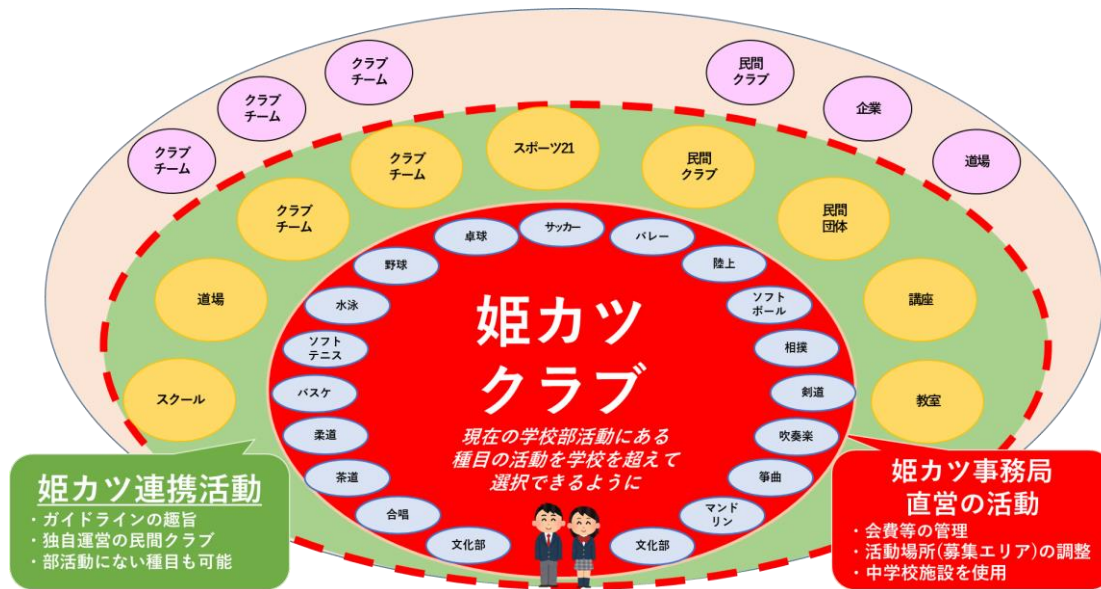 クラブ
チーム
クラブ
チーム
クラブ
チーム
民間
クラブ
企業
道場
スクール
道場
クラブ
チーム
クラブ
チーム
スポーツ21
民間
クラブ
民間
団体
講座
教室
文化部
合唱
茶道
柔道
バスケ
ソフト
テニス
水泳
野球
卓球
サッカー
バレー
陸上
ソフト
ボール
相撲
剣道
吹奏楽
箏曲
マンド
リン
文化部
姫カツ
クラブ
現在の学校部活動にある
種目の活動を学校を超えて
選択できるように
姫カツ連携活動
・ガイドラインの趣旨
・独自運営の民間クラブ
・部活動にない種目も可能
姫カツ事務局
直営の活動
・会費等の管理
・活動場所(募集エリア)の調整
・中学校施設を使用